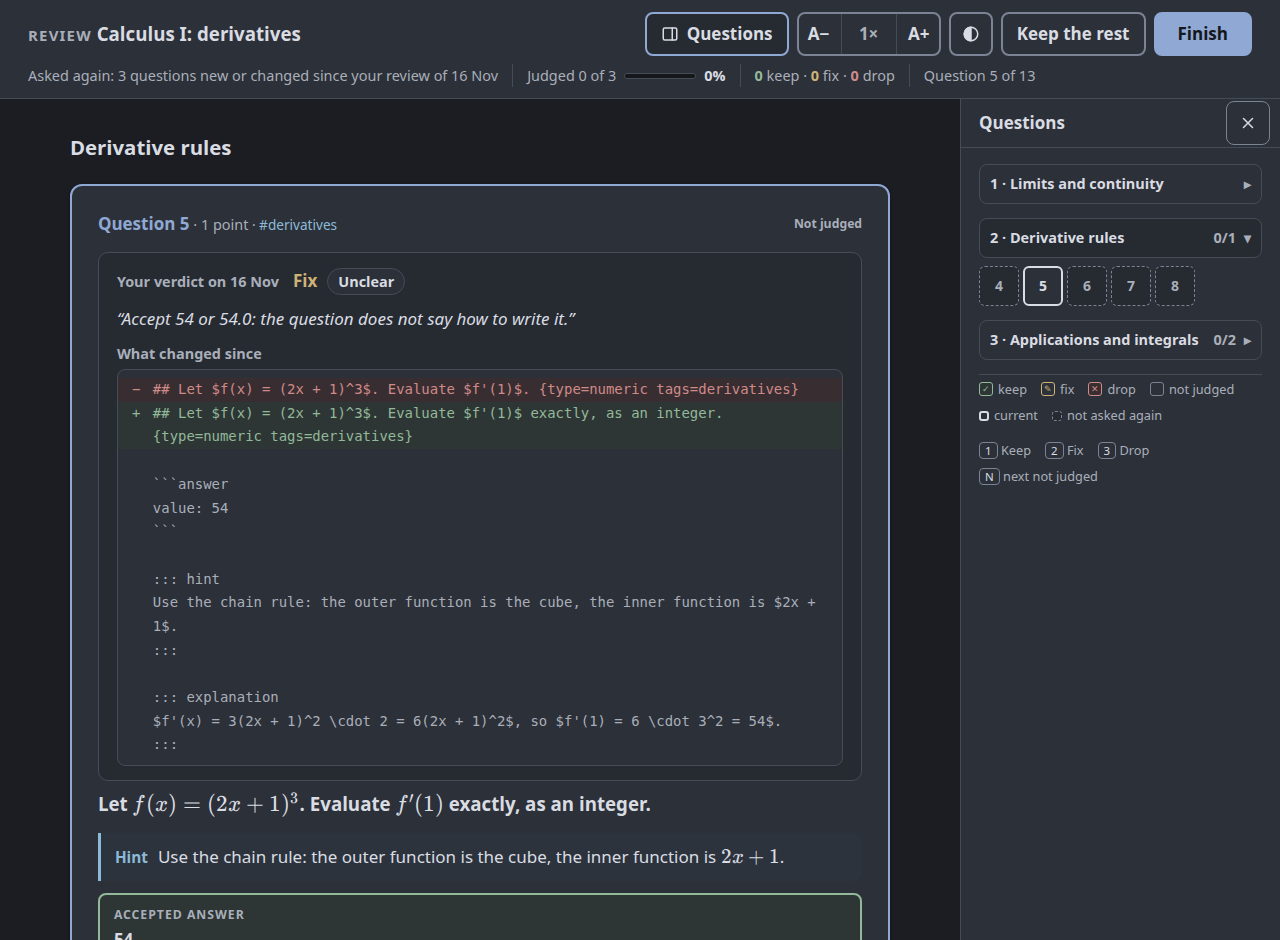 REVIEW Calculus I: derivatives
Questions
A− 1× A+
Keep the rest
Finish
Asked again: 3 questions new or changed since your review of 16 Nov
Judged 0 of 3 0%
0 keep · 0 fix · 0 drop
Question 5 of 13
Derivative rules
Question 5 · 1 point · #derivatives
Not judged
Your verdict on 16 Nov Fix Unclear
“Accept 54 or 54.0: the question does not say how to write it.”
What changed since
− ## Let $f(x) = (2x + 1)^3$. Evaluate $f'(1)$. {type=numeric tags=derivatives}
+ ## Let $f(x) = (2x + 1)^3$. Evaluate $f'(1)$ exactly, as an integer.
{type=numeric tags=derivatives}
```answer
value: 54
```
::: hint
Use the chain rule: the outer function is the cube, the inner function is $2x +
1$.
:::
::: explanation
$f'(x) = 3(2x + 1)^2 \cdot 2 = 6(2x + 1)^2$, so $f'(1) = 6 \cdot 3^2 = 54$.
:::
Let f(x) = (2x + 1)³. Evaluate f′(1) exactly, as an integer.
Hint Use the chain rule: the outer function is the cube, the inner function is 2x + 1.
ACCEPTED ANSWER
54
Questions
×
1 · Limits and continuity ▸
2 · Derivative rules 0/1 ▾
4 5 6 7 8
3 · Applications and integrals 0/2 ▸
✓ keep ✎ fix ✕ drop not judged
current not asked again
1 Keep 2 Fix 3 Drop
N next not judged